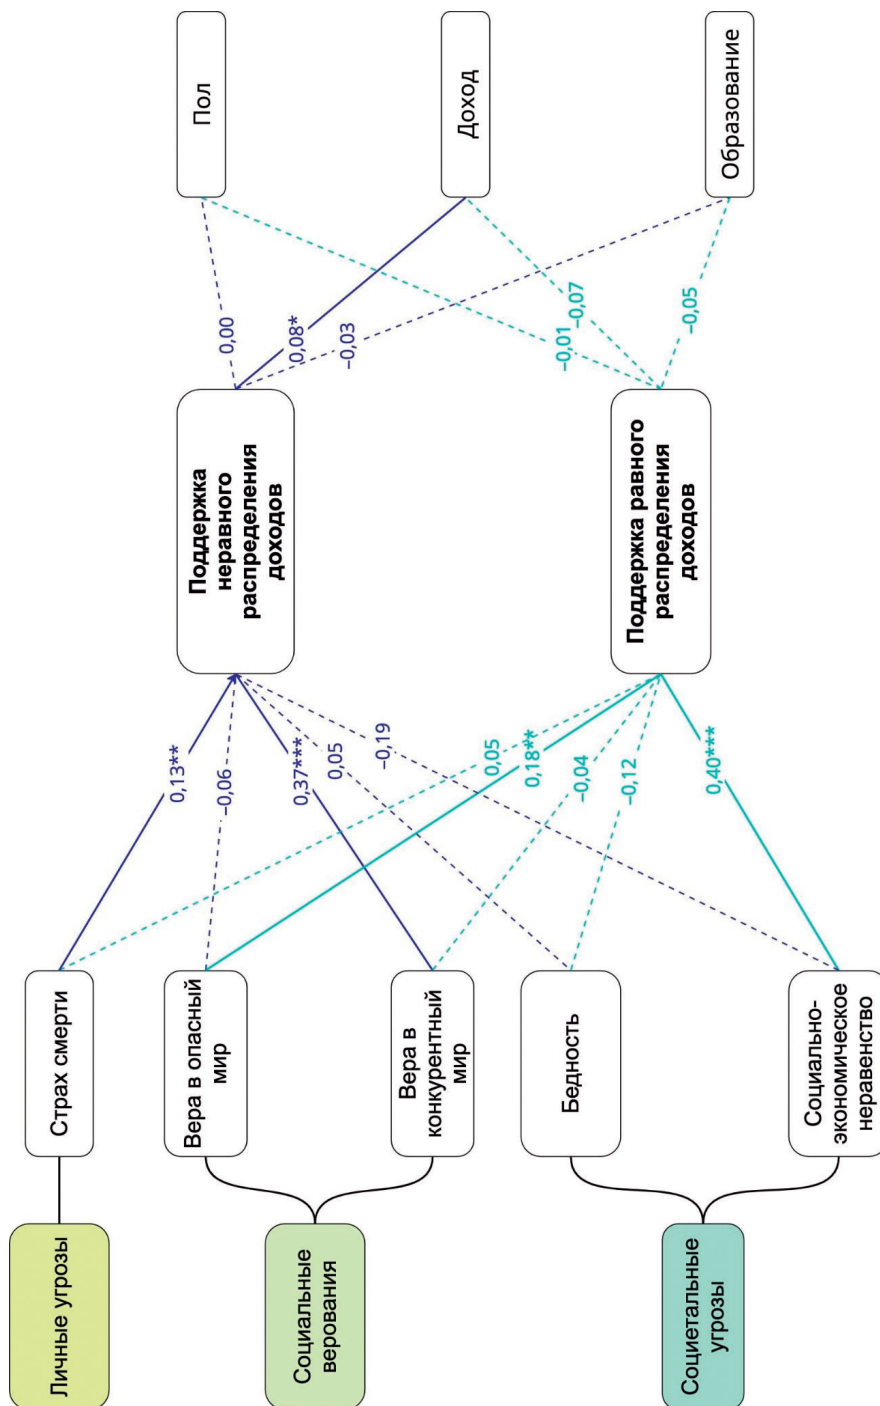 Личные угрозы
Социальные
верования
Социетальные
угрозы
Страх смерти
Вера в опасный
мир
Вера в
конкурентный
мир
Бедность
Социально-
экономическое
неравенство
0,13**
–0,06
0,37***
0,05
–0,19
0,05
0,18**
–0,04
–0,12
0,40***
Поддержка
неравного
распределения
доходов
Поддержка равного
распределения
доходов
0,00
0,08*
–0,03
–0,01
–0,07
–0,05
Пол
Доход
Образование